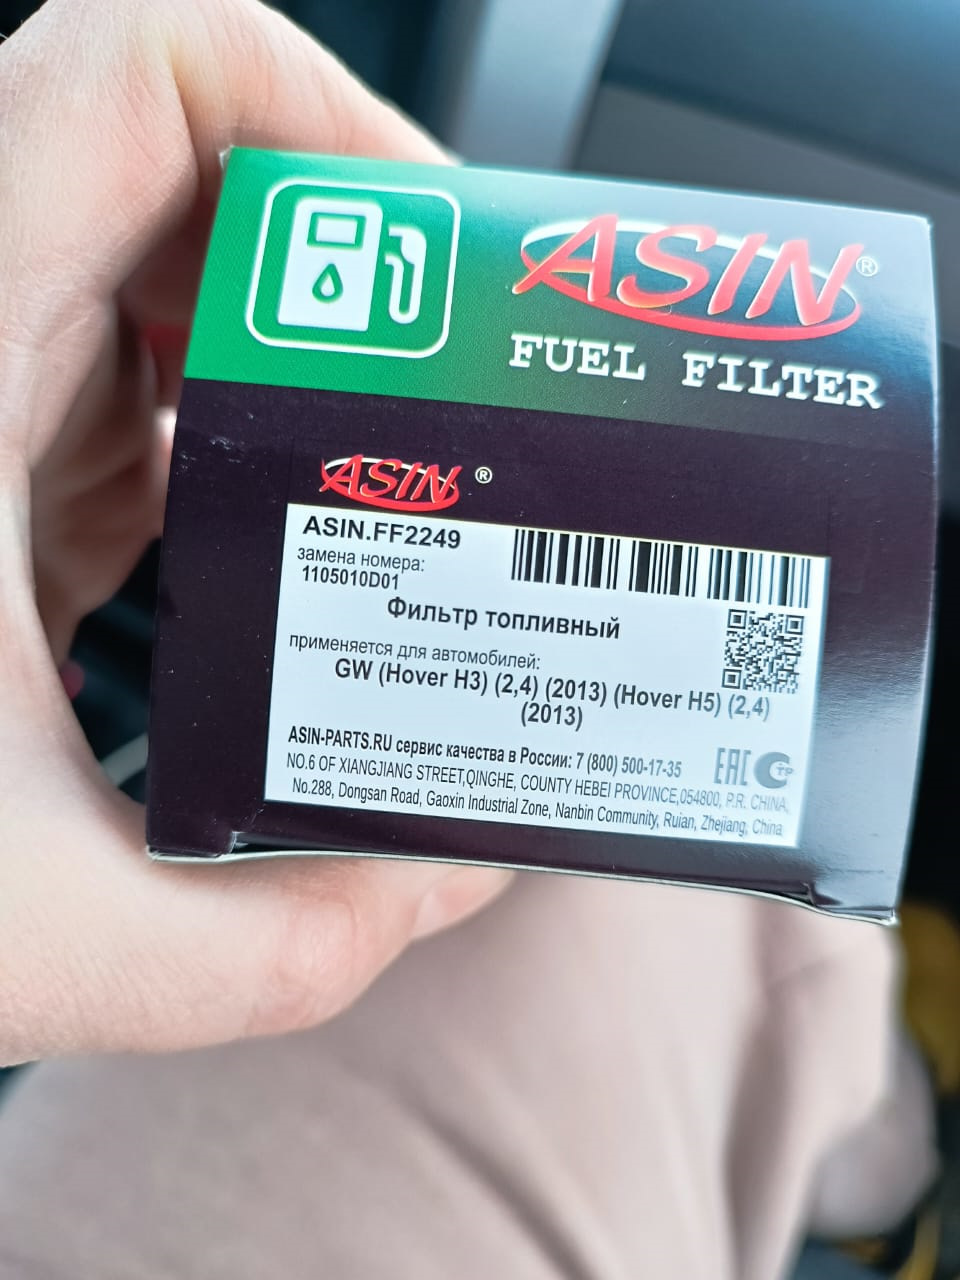 ASIN®
FUEL FILTER
ASIN ®
ASIN.FF2249
замена номера:
1105010D01
Фильтр топливный
применяется для автомобилей:
GW (Hover H3) (2,4) (2013) (Hover H5) (2,4)
(2013)
ASIN-PARTS.RU сервис качества в России: 7 (800) 500-17-35
EAC СТР
NO.6 OF XIANGJIANG STREET,QINGHE, COUNTY HEBEI PROVINCE,054800, P.R. CHINA,
No.288, Dongsan Road, Gaoxin Industrial Zone, Nanbin Community, Ruian, Zhejiang, China